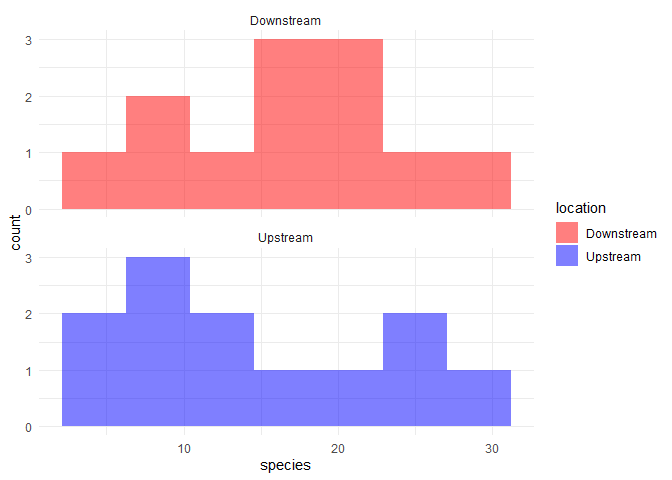 Downstream
3
2
1
0
Upstream
3
2
1
0
10 20 30
species
count
location
Downstream
Upstream